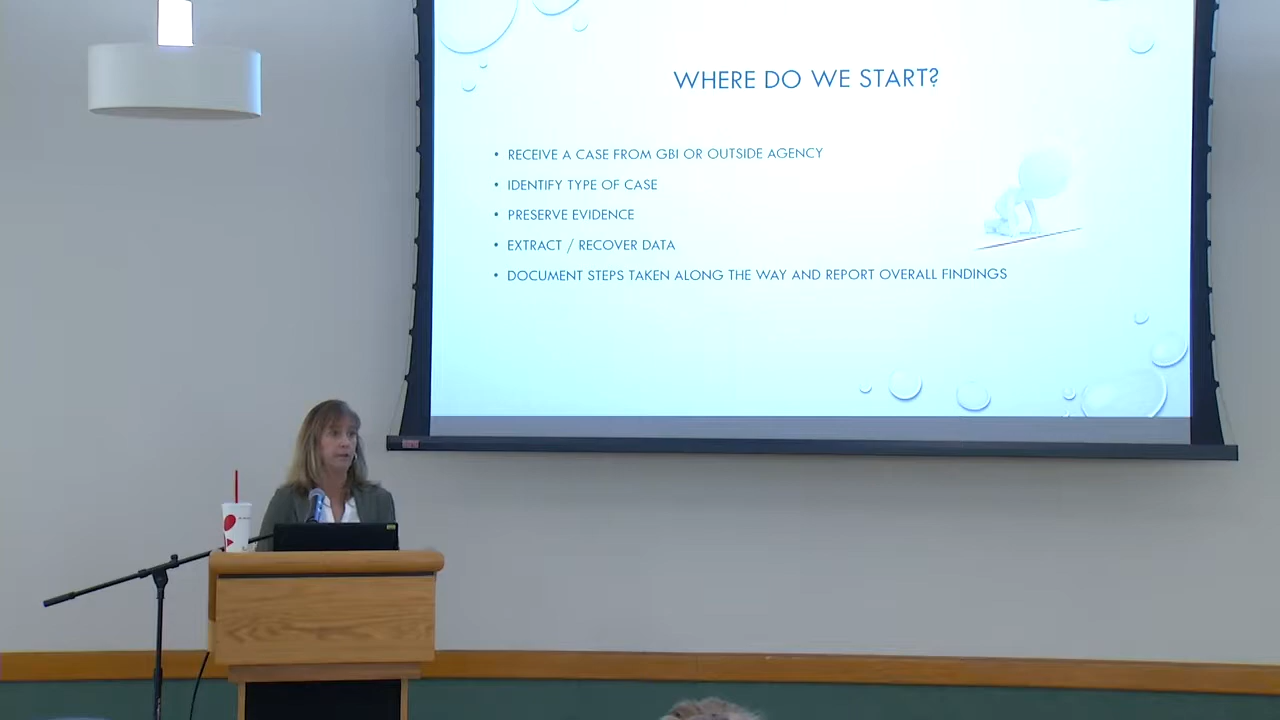 WHERE DO WE START?
• RECEIVE A CASE FROM GBI OR OUTSIDE AGENCY
• IDENTIFY TYPE OF CASE
• PRESERVE EVIDENCE
• EXTRACT / RECOVER DATA
• DOCUMENT STEPS TAKEN ALONG THE WAY AND REPORT OVERALL FINDINGS